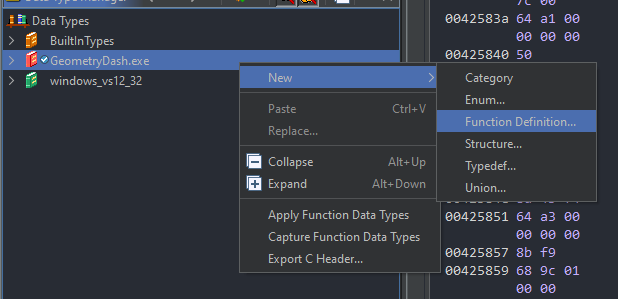 Data Types
BuiltInTypes
GeometryDash.exe
windows_vs12_32
New
Paste Ctrl+V
Replace...
Collapse Alt+Up
Expand Alt+Down
Apply Function Data Types
Capture Function Data Types
Export C Header...
Category
Enum...
Function Definition...
Structure...
Typedef...
Union...
7c 00
0042583a 64 a1 00
00 00 00
00425840 50
00425851 64 a3 00
00 00 00
00425857 8b f9
00425859 68 9c 01
00 00